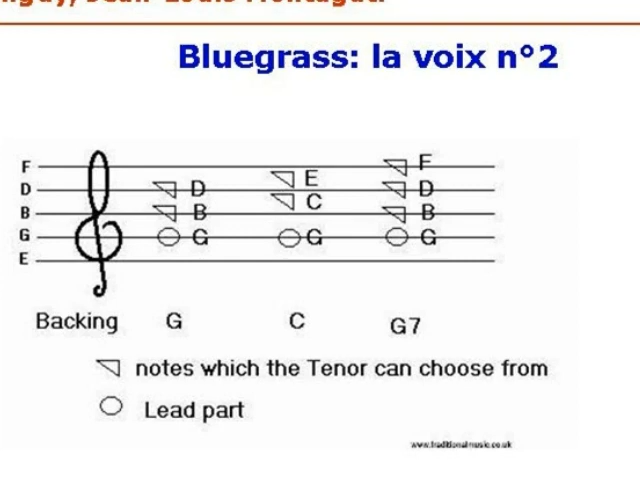 Bluegrass: la voix n°2
F F
E
D D D
C
B B B
G G G G
E
Backing G C G7
notes which the Tenor can choose from
Lead part
www.traditionalmusic.co.uk